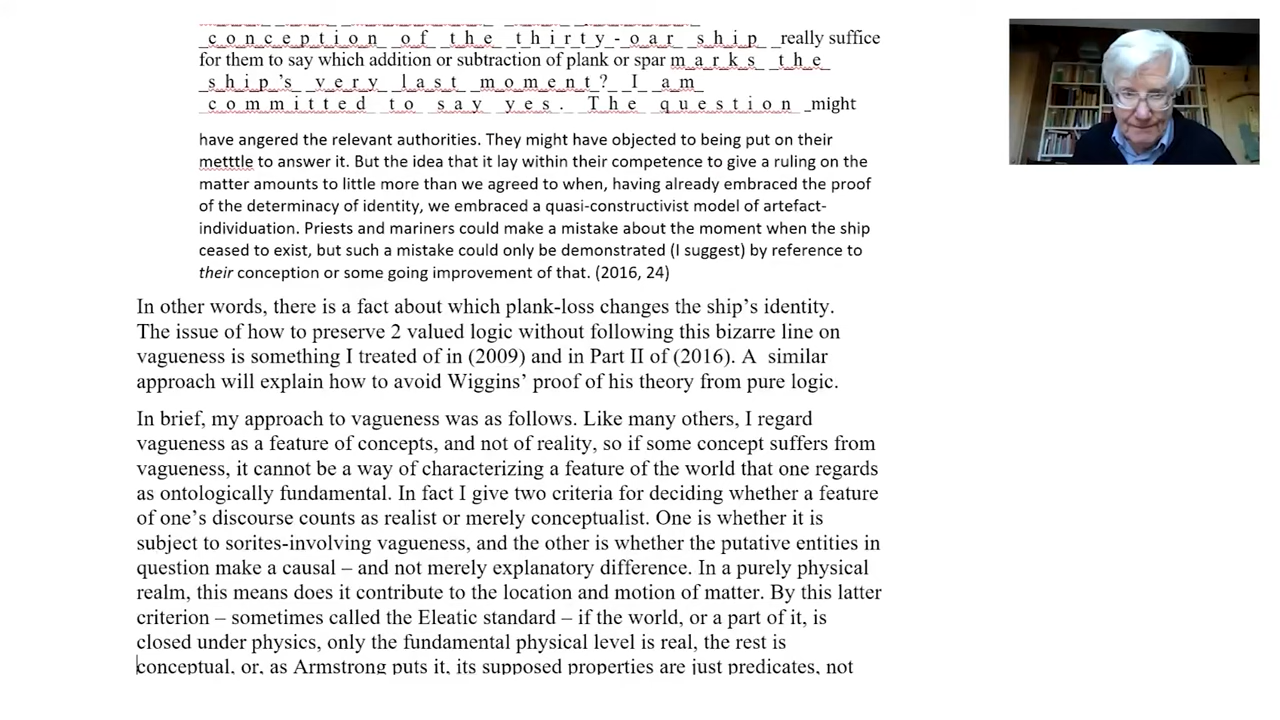 conception of the thirty-oar ship really suffice
for them to say which addition or subtraction of plank or spar marks the
ship's very last moment? I am
committed to say yes. The question might
have angered the relevant authorities. They might have objected to being put on their
metttle to answer it. But the idea that it lay within their competence to give a ruling on the
matter amounts to little more than we agreed to when, having already embraced the proof
of the determinacy of identity, we embraced a quasi-constructivist model of artefact-
individuation. Priests and mariners could make a mistake about the moment when the ship
ceased to exist, but such a mistake could only be demonstrated (I suggest) by reference to
their conception or some going improvement of that. (2016, 24)
In other words, there is a fact about which plank-loss changes the ship's identity.
The issue of how to preserve 2 valued logic without following this bizarre line on
vagueness is something I treated of in (2009) and in Part II of (2016). A  similar
approach will explain how to avoid Wiggins' proof of his theory from pure logic.
In brief, my approach to vagueness was as follows. Like many others, I regard
vagueness as a feature of concepts, and not of reality, so if some concept suffers from
vagueness, it cannot be a way of characterizing a feature of the world that one regards
as ontologically fundamental. In fact I give two criteria for deciding whether a feature
of one's discourse counts as realist or merely conceptualist. One is whether it is
subject to sorites-involving vagueness, and the other is whether the putative entities in
question make a causal – and not merely explanatory difference. In a purely physical
realm, this means does it contribute to the location and motion of matter. By this latter
criterion – sometimes called the Eleatic standard – if the world, or a part of it, is
closed under physics, only the fundamental physical level is real, the rest is
conceptual, or, as Armstrong puts it, its supposed properties are just predicates, not